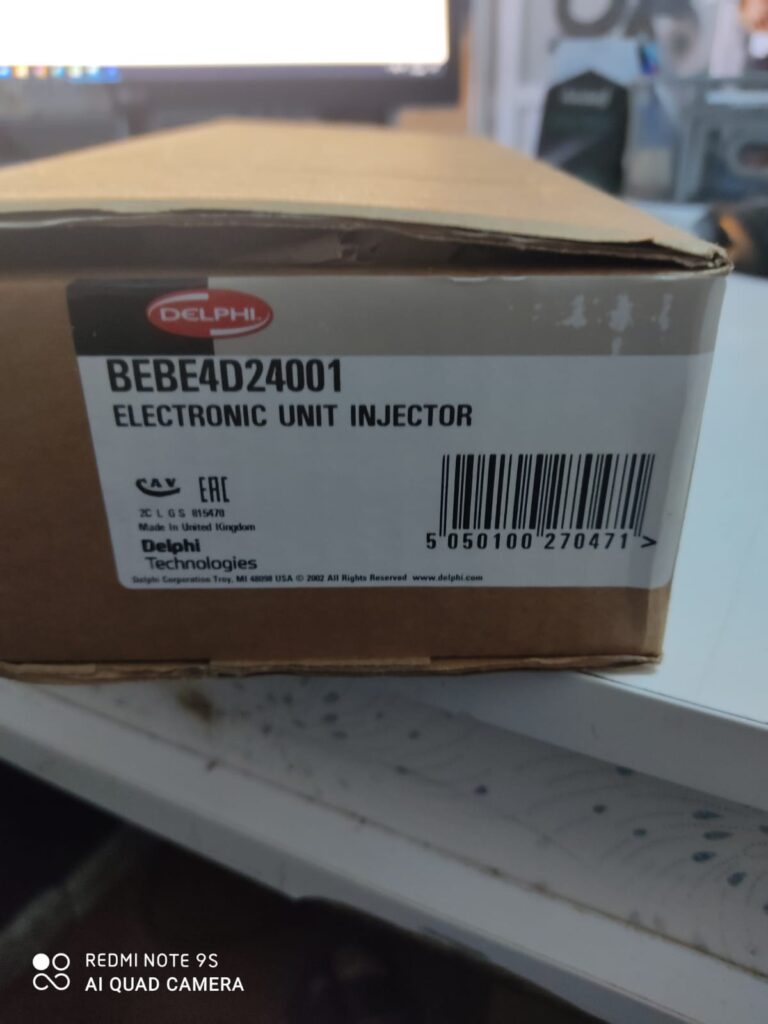 DELPHI
BEBE4D24001
ELECTRONIC UNIT INJECTOR
CAV EAC
2C L G S 815470
Made In United Kingdom
Delphi
Technologies
5 050100 270471 >
Delphi Corporation Troy, MI 48098 USA © 2002 All Rights Reserved www.delphi.com
REDMI NOTE 9S
AI QUAD CAMERA